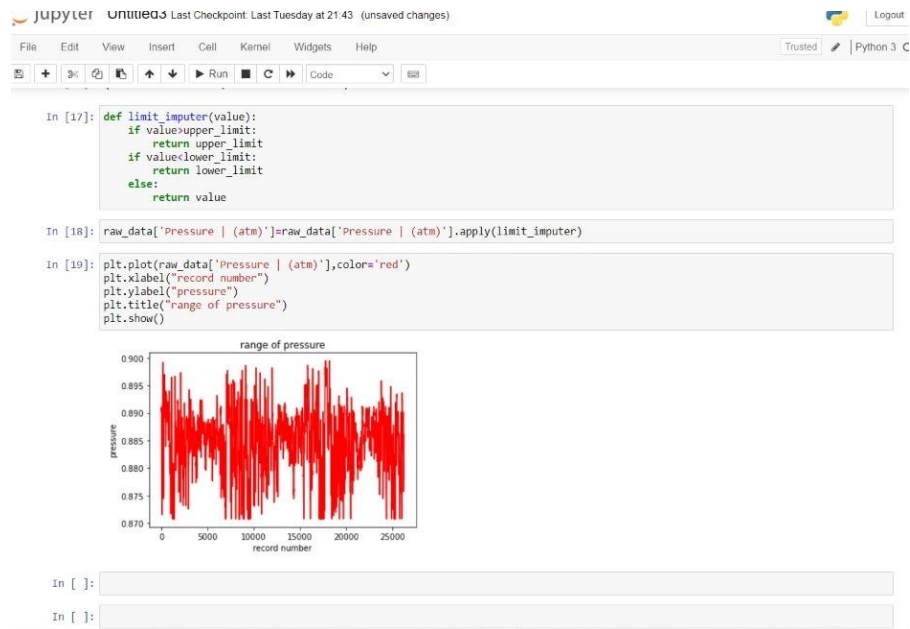 Jupyter Untitled3 Last Checkpoint: Last Tuesday at 21:43 (unsaved changes)
Logout
File Edit View Insert Cell Kernel Widgets Help
Trusted Python 3
Run Code
In [17]: def limit_imputer(value):
if value>upper_limit:
return upper_limit
if value<lower_limit:
return lower_limit
else:
return value
In [18]: raw_data['Pressure | (atm)']=raw_data['Pressure | (atm)'].apply(limit_imputer)
In [19]: plt.plot(raw_data['Pressure | (atm)'],color='red')
plt.xlabel("record number")
plt.ylabel("pressure")
plt.title("range of pressure")
plt.show()
range of pressure
0.900
0.895
0.890
0.885
0.880
0.875
0.870
pressure
0 5000 10000 15000 20000 25000
record number
In [ ]:
In [ ]: